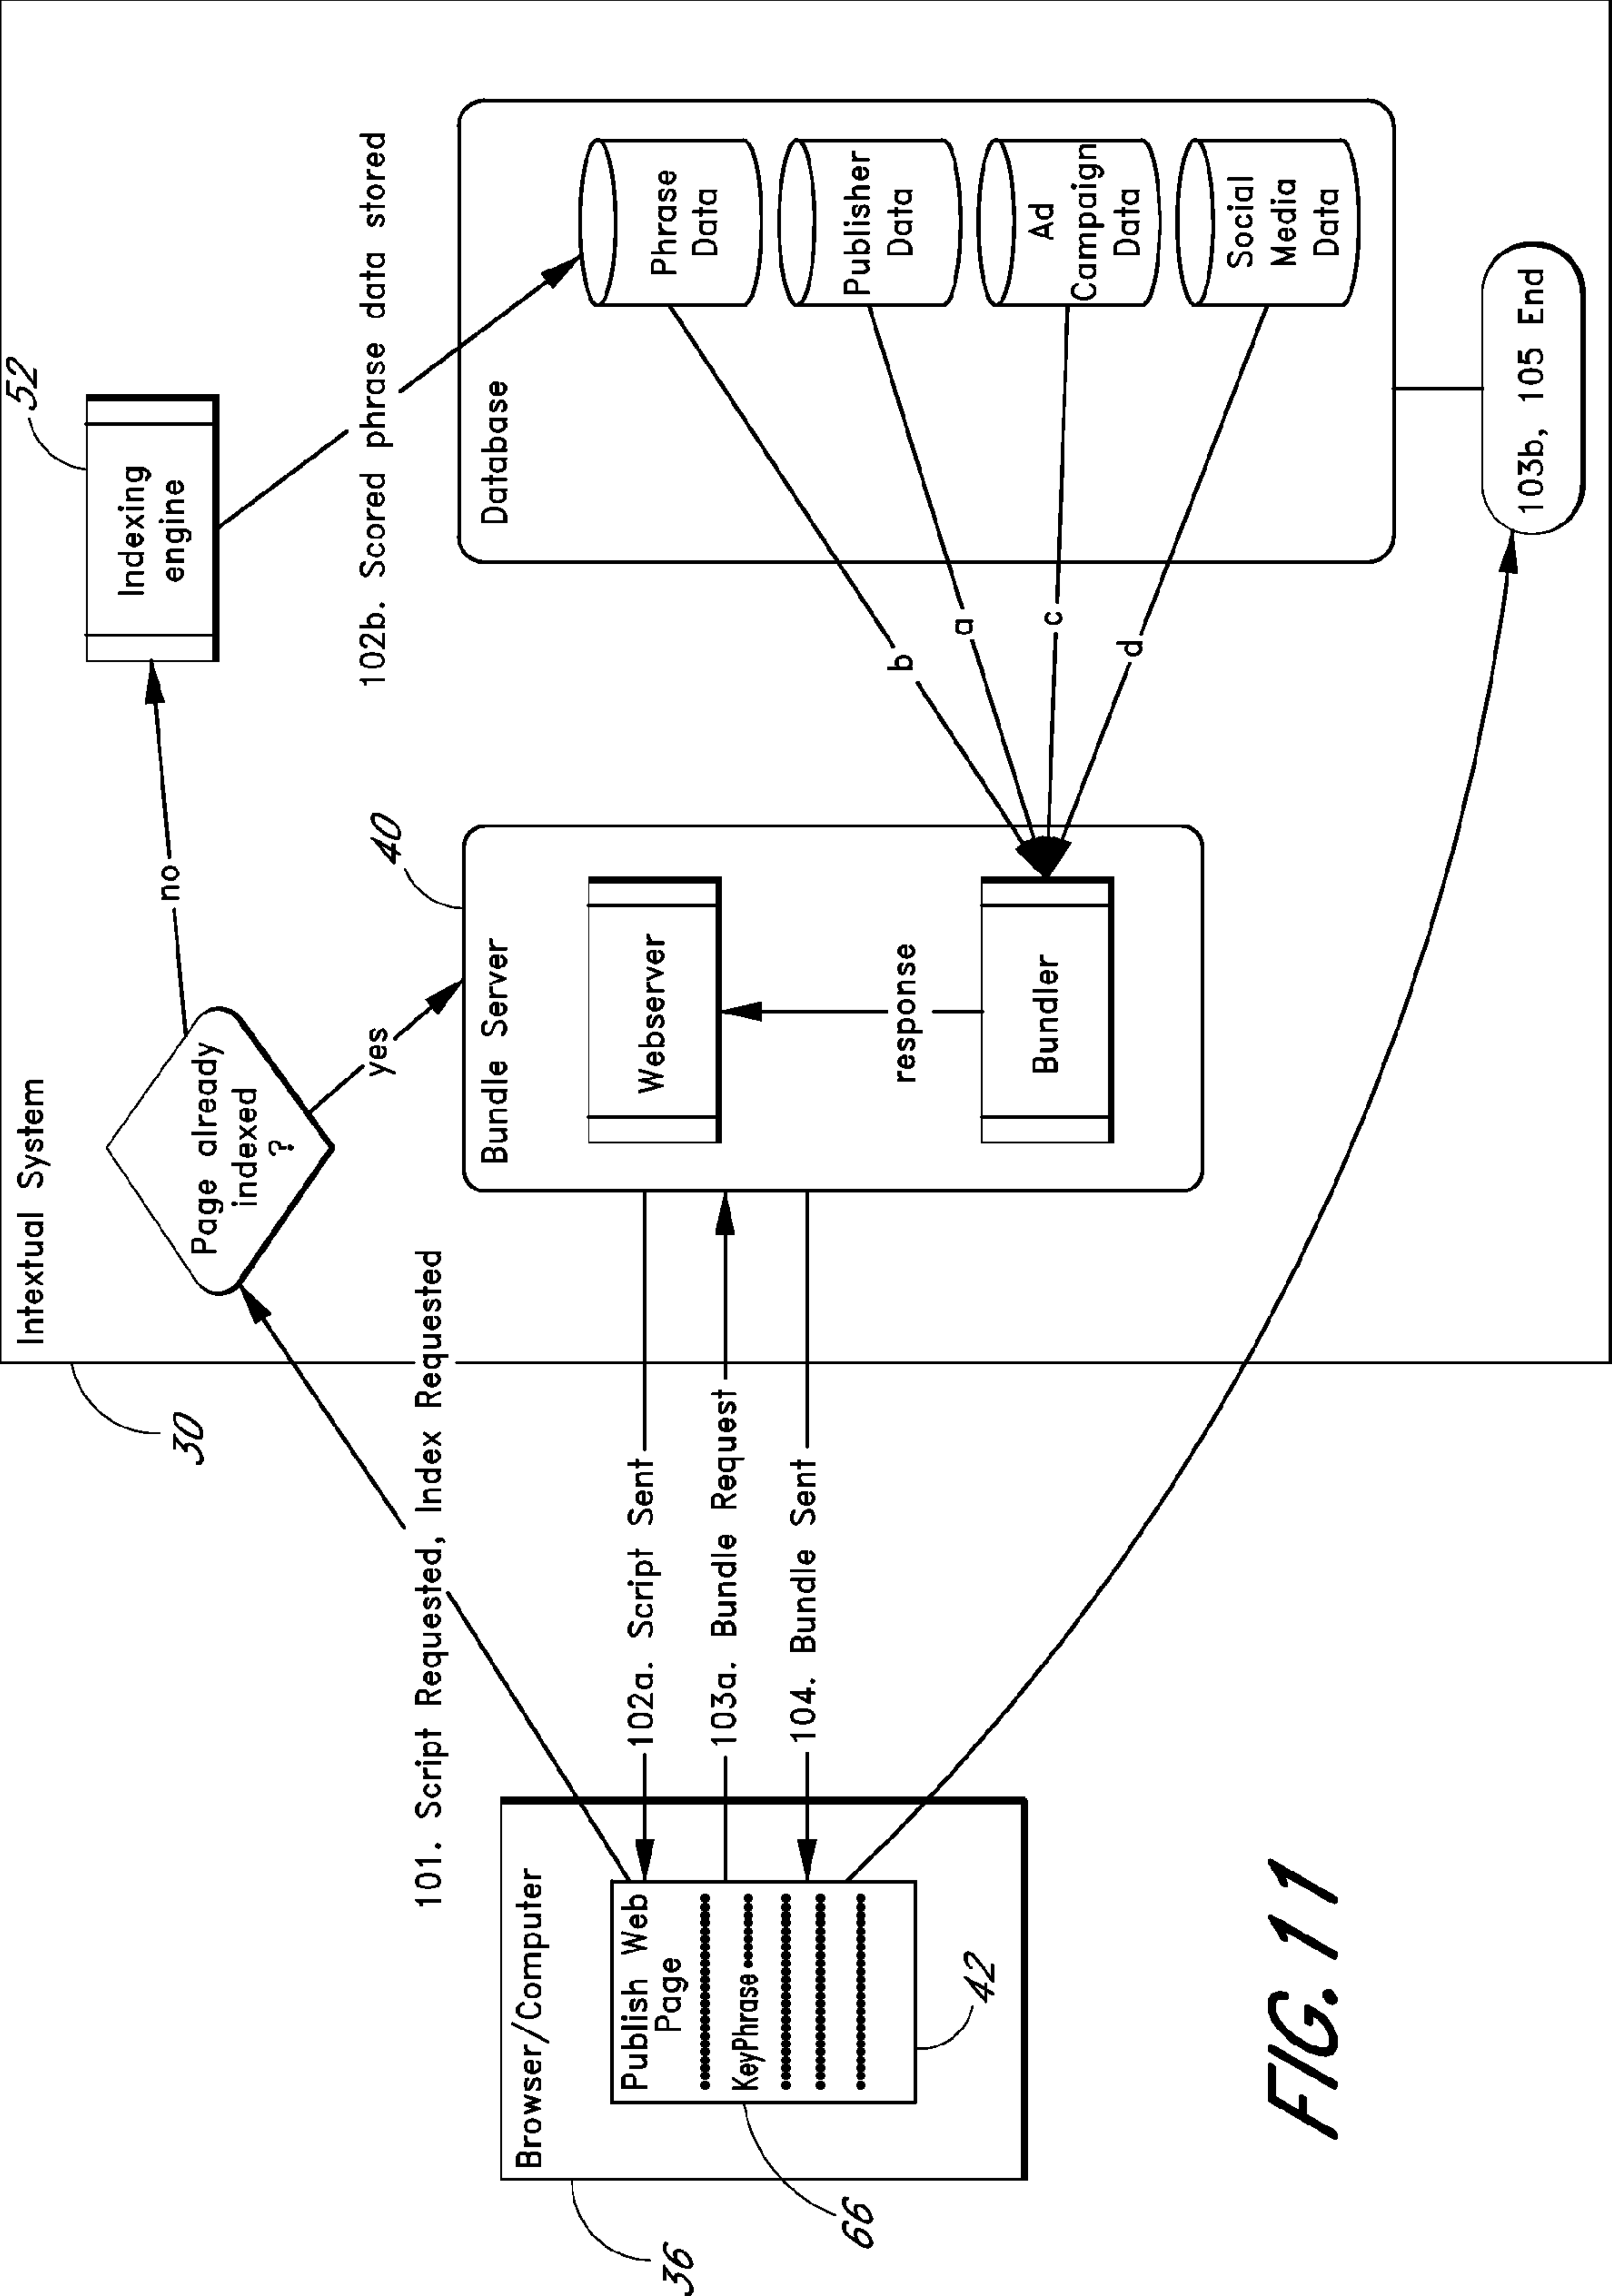 Intextual System
30
Page already
indexed
?
no
yes
Indexing
engine
52
101. Script Requested, Index Requested
102b. Scored phrase data stored
Browser/Computer
Publish Web
Page
KeyPhrase
36
66
42
102a. Script Sent
103a. Bundle Request
104. Bundle Sent
Bundle Server
40
Webserver
response
Bundler
b
a
c
d
Database
Phrase
Data
Publisher
Data
Ad
Campaign
Data
Social
Media
Data
103b, 105 End
FIG. 11